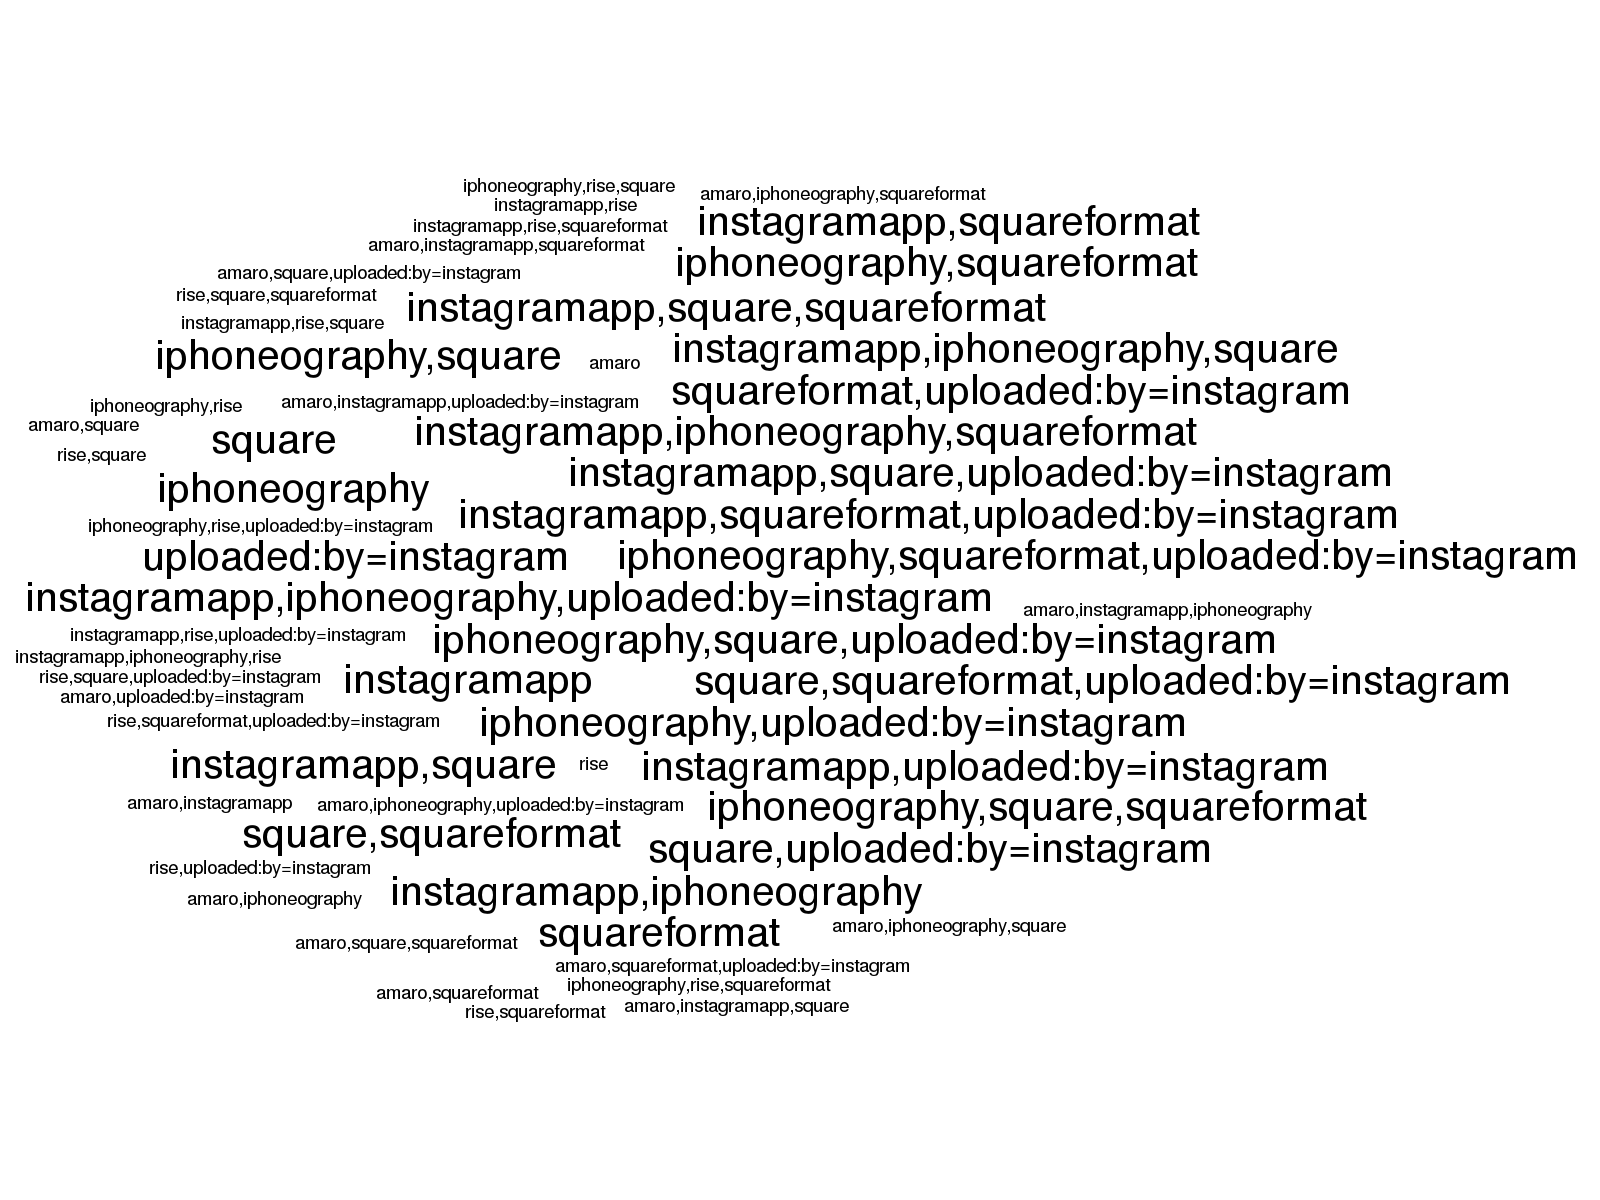 iphoneography,rise,square
amaro,iphoneography,squareformat
instagramapp,rise
instagramapp,squareformat
instagramapp,rise,squareformat
amaro,instagramapp,squareformat
iphoneography,squareformat
amaro,square,uploaded:by=instagram
rise,square,squareformat
instagramapp,square,squareformat
instagramapp,rise,square
iphoneography,square
amaro
instagramapp,iphoneography,square
squareformat,uploaded:by=instagram
iphoneography,rise
amaro,instagramapp,uploaded:by=instagram
amaro,square
square
instagramapp,iphoneography,squareformat
rise,square
instagramapp,square,uploaded:by=instagram
iphoneography
instagramapp,squareformat,uploaded:by=instagram
iphoneography,rise,uploaded:by=instagram
uploaded:by=instagram
iphoneography,squareformat,uploaded:by=instagram
instagramapp,iphoneography,uploaded:by=instagram
amaro,instagramapp,iphoneography
instagramapp,rise,uploaded:by=instagram
iphoneography,square,uploaded:by=instagram
instagramapp,iphoneography,rise
rise,square,uploaded:by=instagram
instagramapp
square,squareformat,uploaded:by=instagram
amaro,uploaded:by=instagram
rise,squareformat,uploaded:by=instagram
iphoneography,uploaded:by=instagram
instagramapp,square
rise
instagramapp,uploaded:by=instagram
amaro,instagramapp
amaro,iphoneography,uploaded:by=instagram
iphoneography,square,squareformat
square,squareformat
square,uploaded:by=instagram
rise,uploaded:by=instagram
amaro,iphoneography
instagramapp,iphoneography
amaro,iphoneography,square
amaro,square,squareformat
squareformat
amaro,squareformat,uploaded:by=instagram
iphoneography,rise,squareformat
amaro,squareformat
amaro,instagramapp,square
rise,squareformat